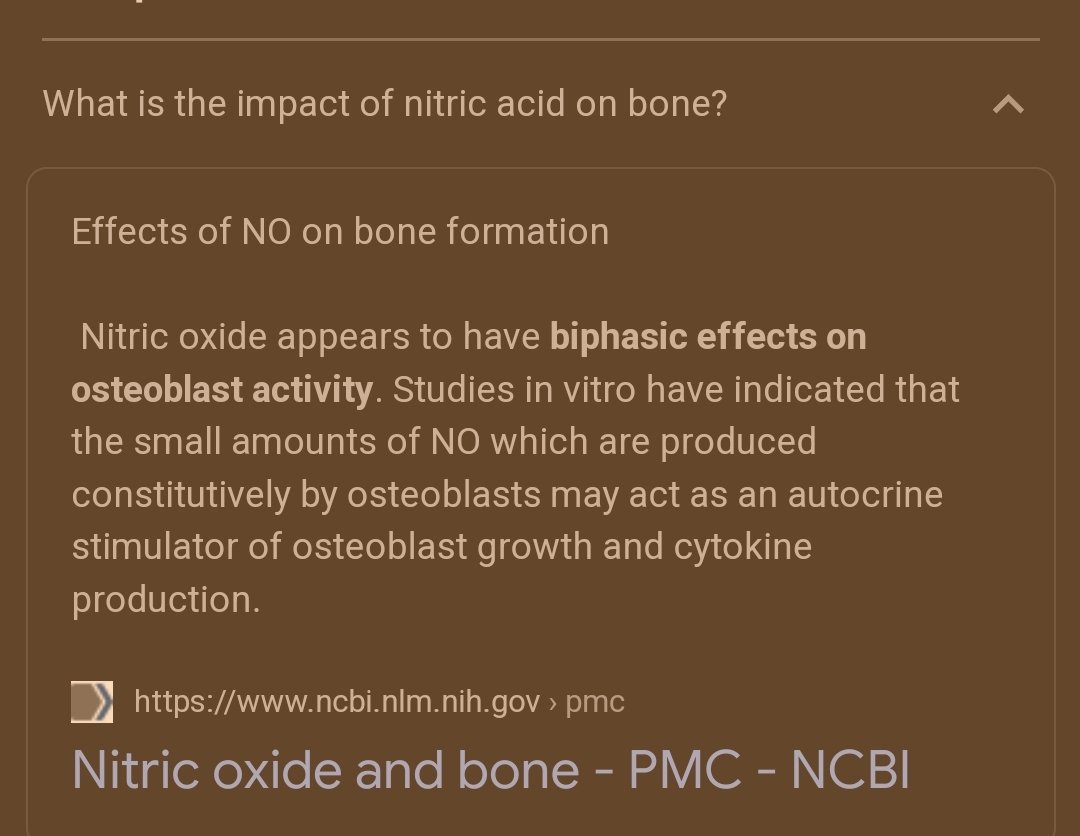 What is the impact of nitric acid on bone?
Effects of NO on bone formation
Nitric oxide appears to have biphasic effects on
osteoblast activity. Studies in vitro have indicated that
the small amounts of NO which are produced
constitutively by osteoblasts may act as an autocrine
stimulator of osteoblast growth and cytokine
production.
https://www.ncbi.nlm.nih.gov › pmc
Nitric oxide and bone - PMC - NCBI